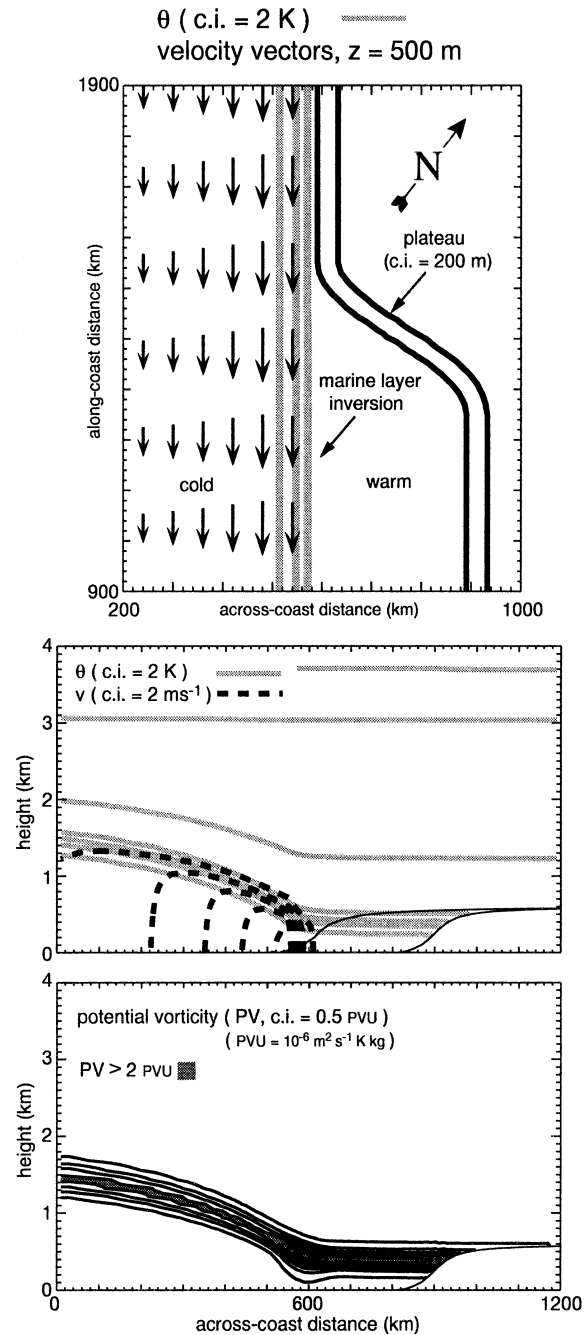 θ ( c.i. = 2 K )
velocity vectors, z = 500 m
1900
N
plateau
(c.i. = 200 m)
along-coast distance (km)
marine layer
inversion
cold
warm
900
200
across-coast distance (km)
1000
4
θ ( c.i. = 2 K )
v ( c.i. = 2 ms⁻¹ )
3
height (km)
2
1
0
4
potential vorticity ( PV, c.i. = 0.5 PVU )
( PVU = 10⁻⁶ m² s⁻¹ K kg )
3
PV > 2 PVU
height (km)
2
1
0
0
600
1200
across-coast distance (km)